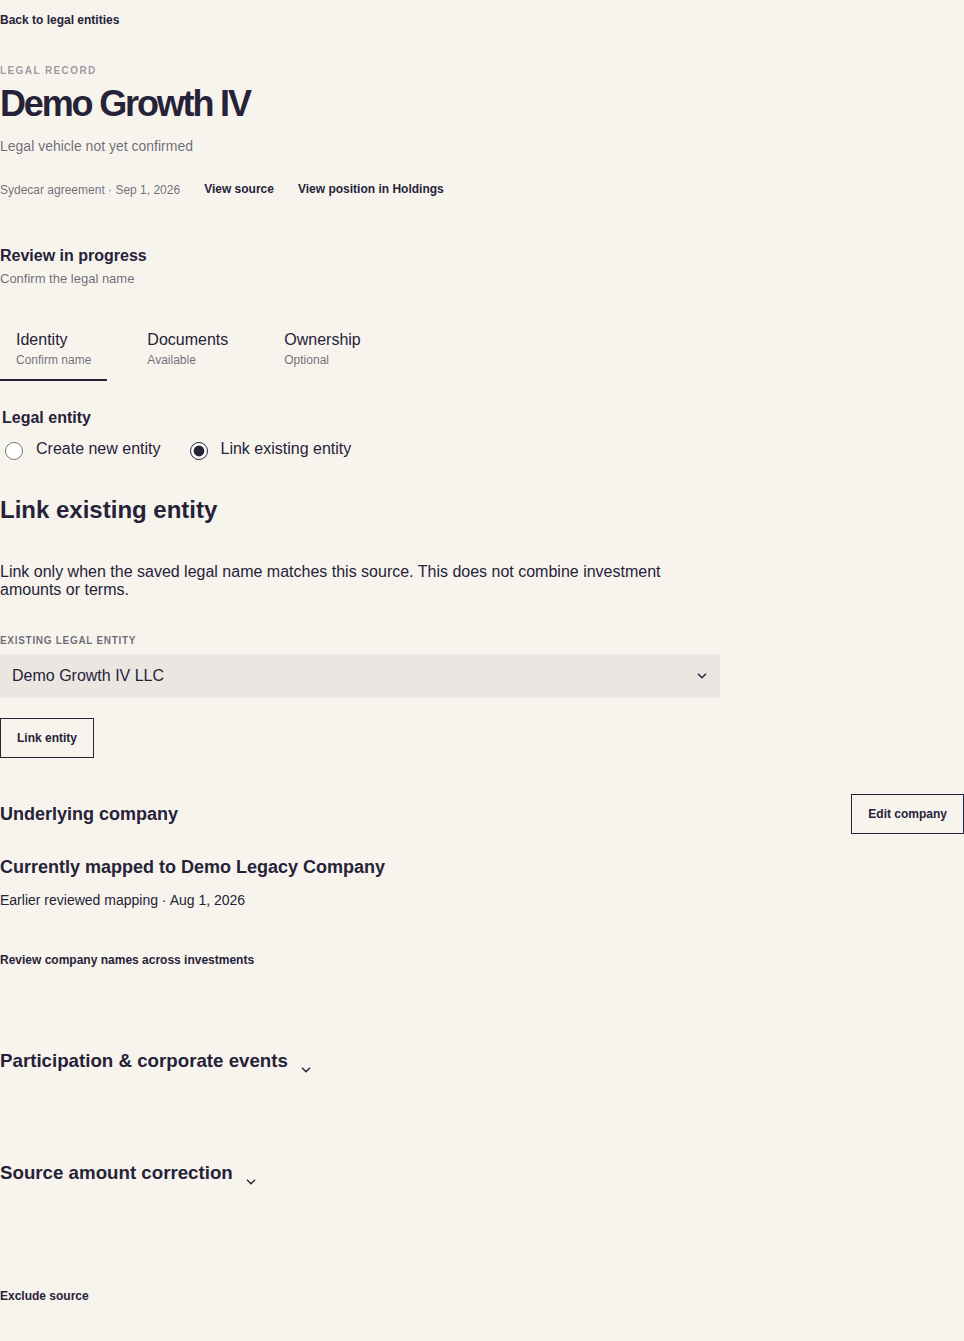 Back to legal entities
LEGAL RECORD
Demo Growth IV
Legal vehicle not yet confirmed
Sydecar agreement · Sep 1, 2026 View source View position in Holdings
Review in progress
Confirm the legal name
Identity Documents Ownership
Confirm name Available Optional
Legal entity
Create new entity Link existing entity
Link existing entity
Link only when the saved legal name matches this source. This does not combine investment
amounts or terms.
EXISTING LEGAL ENTITY
Demo Growth IV LLC
Link entity
Underlying company Edit company
Currently mapped to Demo Legacy Company
Earlier reviewed mapping · Aug 1, 2026
Review company names across investments
Participation & corporate events
Source amount correction
Exclude source